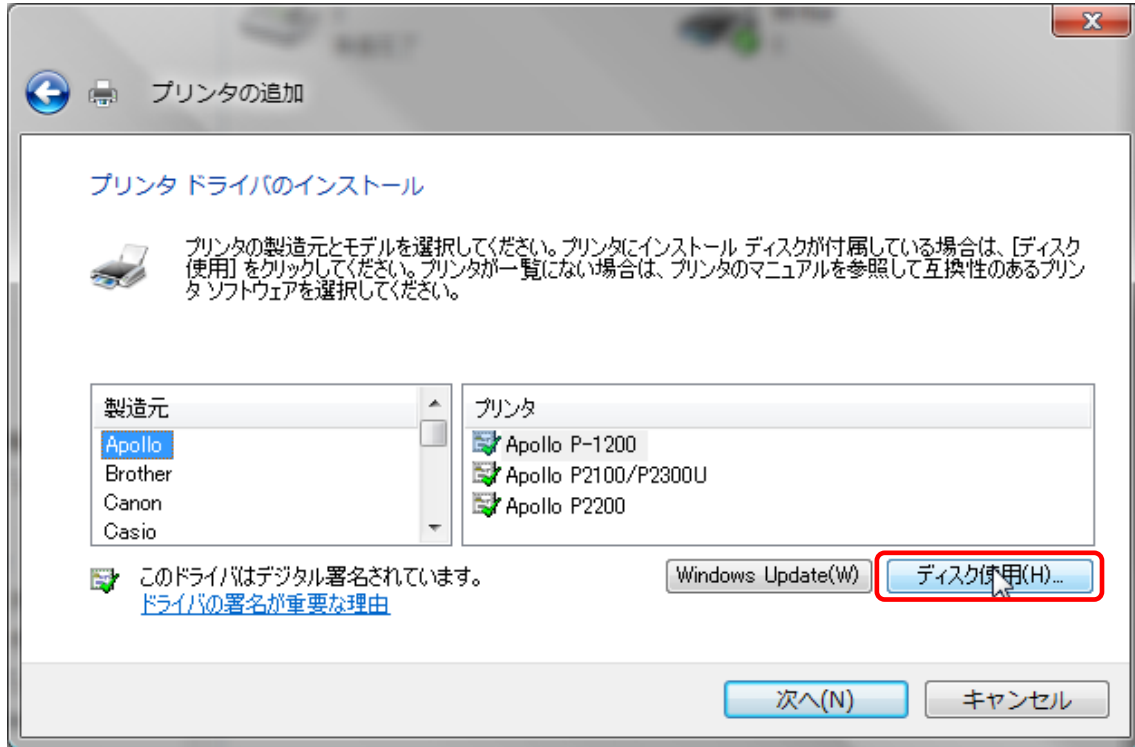 プリンタの追加
プリンタ ドライバのインストール
プリンタの製造元とモデルを選択してください。プリンタにインストール ディスクが付属している場合は、[ディスク
使用] をクリックしてください。プリンタが一覧にない場合は、プリンタのマニュアルを参照して互換性のあるプリン
タ ソフトウェアを選択してください。
製造元
Apollo
Brother
Canon
Casio
プリンタ
Apollo P-1200
Apollo P2100/P2300U
Apollo P2200
このドライバはデジタル署名されています。
ドライバの署名が重要な理由
Windows Update(W)
ディスク使用(H)...
次へ(N)
キャンセル